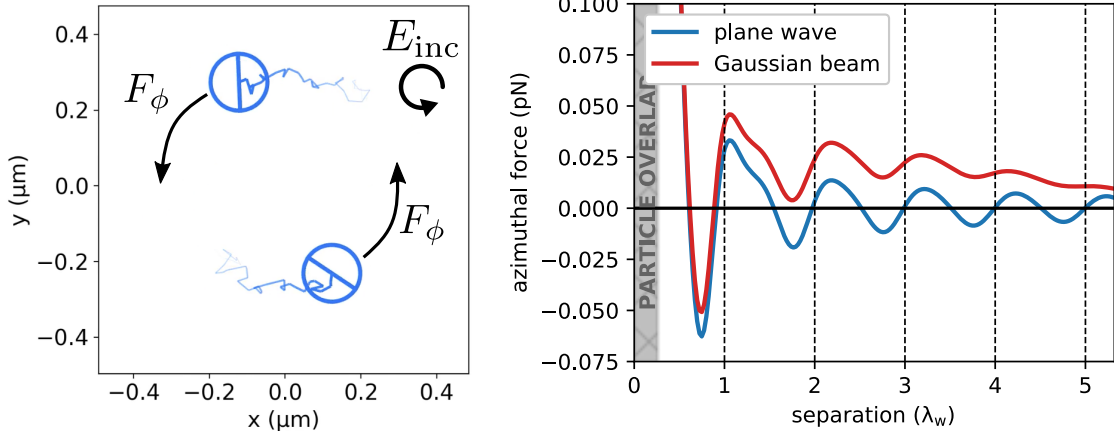 0.4
0.2
0.0
−0.2
−0.4
y (μm)
−0.4
−0.2
0.0
0.2
0.4
x (μm)
E_inc
F_ϕ
F_ϕ
0.100
0.050
0.025
0.000
−0.025
−0.050
−0.075
azimuthal force (pN)
plane wave
Gaussian beam
PARTICLE OVERLAP
0
1
2
3
4
5
separation (λ_w)